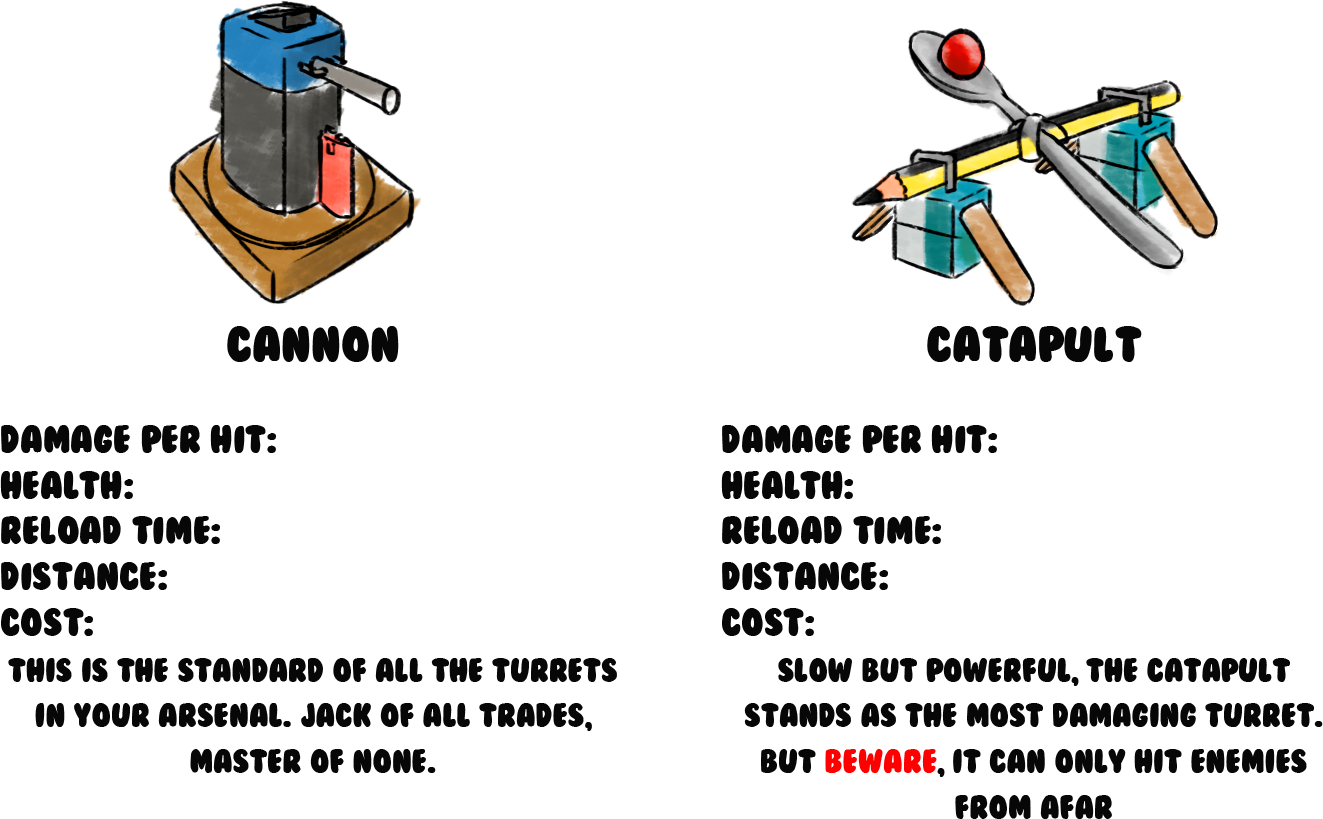 CANNON
DAMAGE PER HIT:
HEALTH:
RELOAD TIME:
DISTANCE:
COST:
THIS IS THE STANDARD OF ALL THE TURRETS
IN YOUR ARSENAL. JACK OF ALL TRADES,
MASTER OF NONE.
CATAPULT
DAMAGE PER HIT:
HEALTH:
RELOAD TIME:
DISTANCE:
COST:
SLOW BUT POWERFUL, THE CATAPULT
STANDS AS THE MOST DAMAGING TURRET.
BUT BEWARE, IT CAN ONLY HIT ENEMIES
FROM AFAR